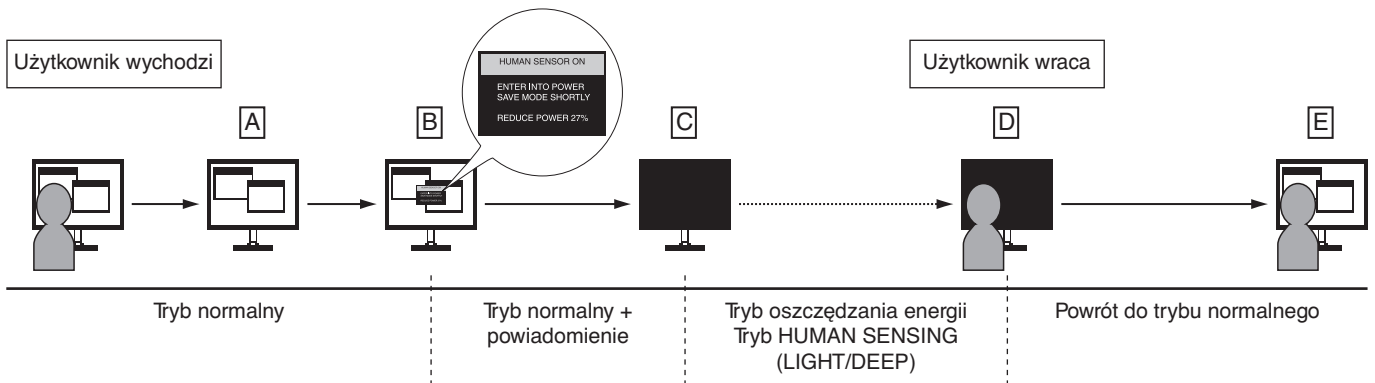 Użytkownik wychodzi
HUMAN SENSOR ON
ENTER INTO POWER
SAVE MODE SHORTLY
REDUCE POWER 27%
Użytkownik wraca
A
B
C
D
E
Tryb normalny
Tryb normalny +
powiadomienie
Tryb oszczędzania energii
Tryb HUMAN SENSING
(LIGHT/DEEP)
Powrót do trybu normalnego